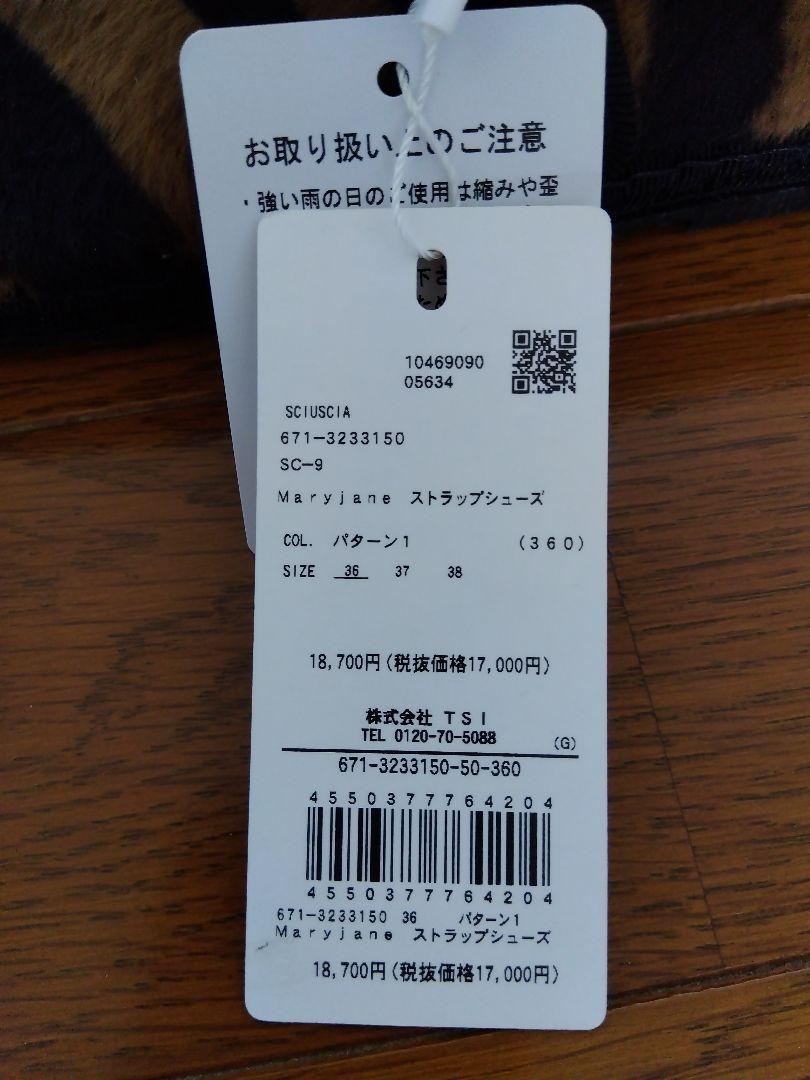 お取り扱い上のご注意
・強い雨の日のご使用は縮みや歪
下さ
10469090
05634
SCIUSCIA
671-3233150
SC-9
Maryjane ストラップシューズ
COL. パターン1 (360)
SIZE 36 37 38
18,700円(税抜価格17,000円)
株式会社 TSI
TEL 0120-70-5088
(G)
671-3233150-50-360
4550377764204
4550377764204
671-3233150 36 パターン1
Maryjane ストラップシューズ
18,700円(税抜価格17,000円)